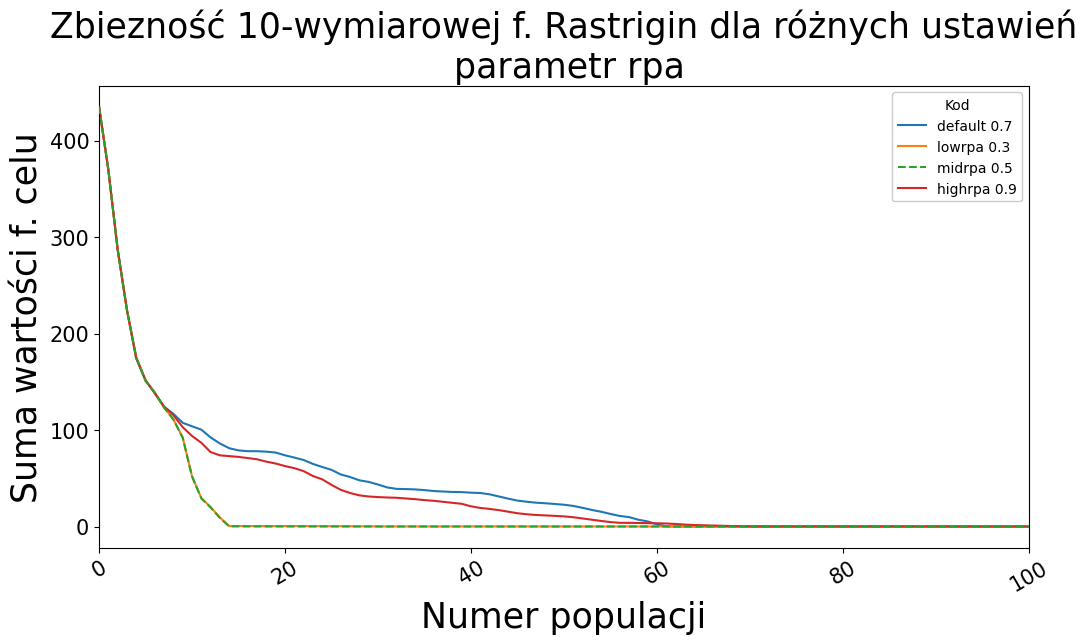 Zbiezność 10-wymiarowej f. Rastrigin dla różnych ustawień
parametr rpa
Suma wartości f. celu
400
300
200
100
0
Kod
default 0.7
lowrpa 0.3
midrpa 0.5
highrpa 0.9
0
20
40
60
80
100
Numer populacji